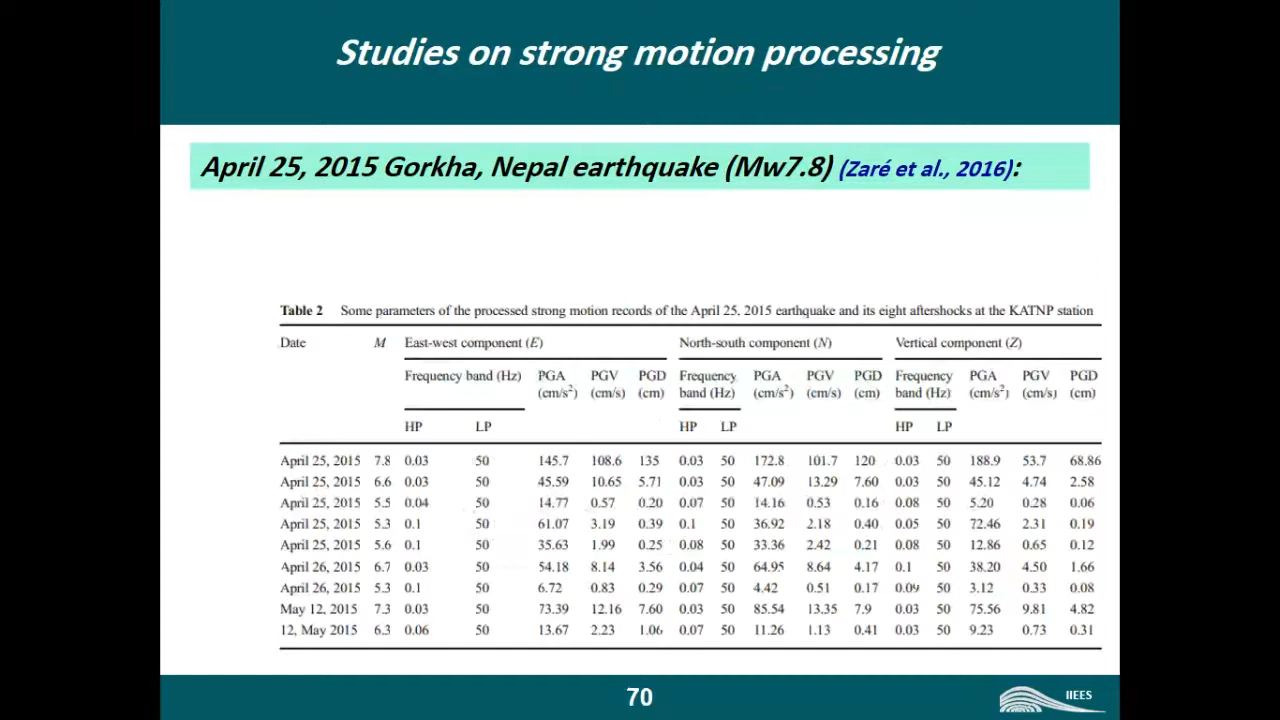 Studies on strong motion processing
April 25, 2015 Gorkha, Nepal earthquake (Mw7.8) (Zaré et al., 2016):
Table 2 Some parameters of the processed strong motion records of the April 25, 2015 earthquake and its eight aftershocks at the KATNP station
Date M East-west component (E) North-south component (N) Vertical component (Z)
Frequency band (Hz) PGA PGV PGD Frequency PGA PGV PGD Frequency PGA PGV PGD
(cm/s²) (cm/s) (cm) band (Hz) (cm/s²) (cm/s) (cm) band (Hz) (cm/s²) (cm/s) (cm)
HP LP HP LP HP LP
April 25, 2015 7.8 0.03 50 145.7 108.6 135 0.03 50 172.8 101.7 120 0.03 50 188.9 53.7 68.86
April 25, 2015 6.6 0.03 50 45.59 10.65 5.71 0.03 50 47.09 13.29 7.60 0.03 50 45.12 4.74 2.58
April 25, 2015 5.5 0.04 50 14.77 0.57 0.20 0.07 50 14.16 0.53 0.16 0.08 50 5.20 0.28 0.06
April 25, 2015 5.3 0.1 50 61.07 3.19 0.39 0.1 50 36.92 2.18 0.40 0.05 50 72.46 2.31 0.19
April 25, 2015 5.6 0.1 50 35.63 1.99 0.25 0.08 50 33.36 2.42 0.21 0.08 50 12.86 0.65 0.12
April 26, 2015 6.7 0.03 50 54.18 8.14 3.56 0.04 50 64.95 8.64 4.17 0.1 50 38.20 4.50 1.66
April 26, 2015 5.3 0.1 50 6.72 0.83 0.29 0.07 50 4.42 0.51 0.17 0.09 50 3.12 0.33 0.08
May 12, 2015 7.3 0.03 50 73.39 12.16 7.60 0.03 50 85.54 13.35 7.9 0.03 50 75.56 9.81 4.82
12, May 2015 6.3 0.06 50 13.67 2.23 1.06 0.07 50 11.26 1.13 0.41 0.03 50 9.23 0.73 0.31
70
IIEES